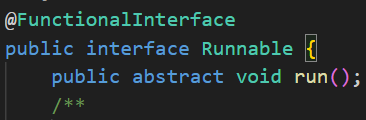 @FunctionalInterface
public interface Runnable {
    public abstract void run();
    /**